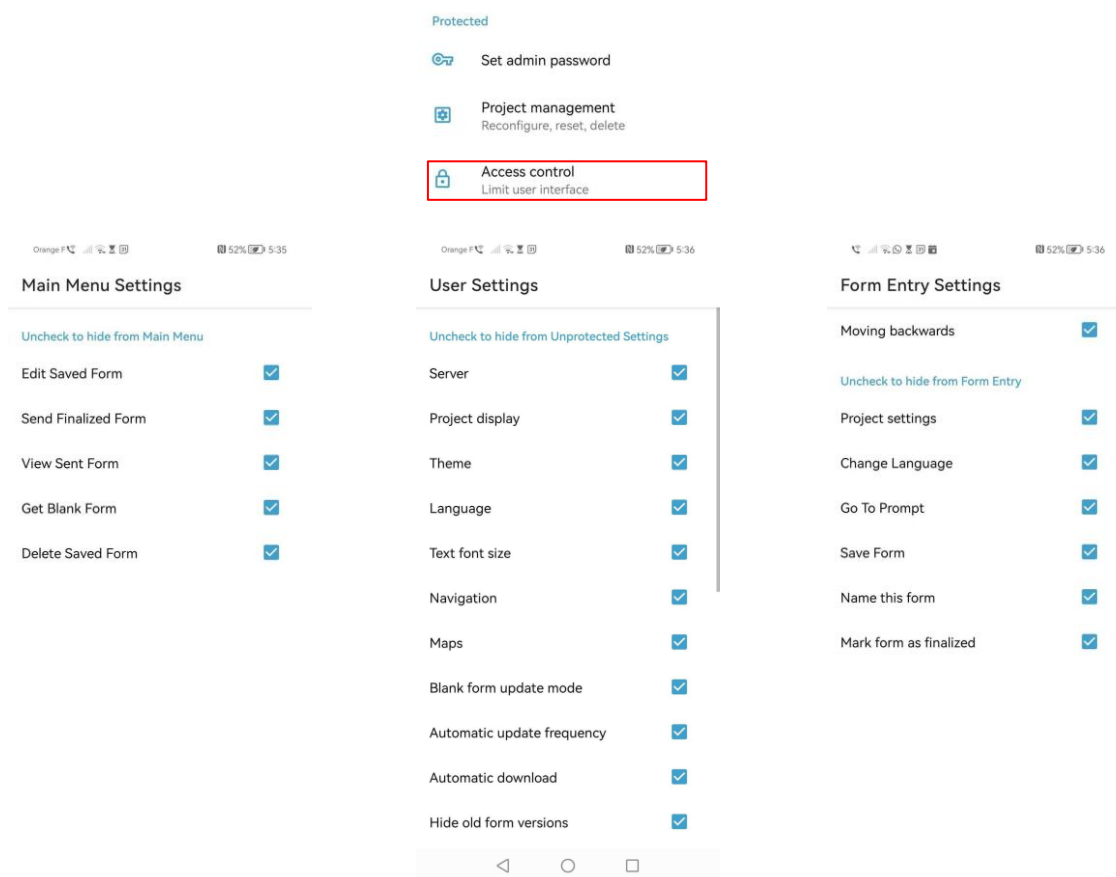 Protected
Set admin password
Project management
Reconfigure, reset, delete
Access control
Limit user interface
Orange F 52% 5:35
Main Menu Settings
Uncheck to hide from Main Menu
Edit Saved Form
Send Finalized Form
View Sent Form
Get Blank Form
Delete Saved Form
Orange F 52% 5:36
User Settings
Uncheck to hide from Unprotected Settings
Server
Project display
Theme
Language
Text font size
Navigation
Maps
Blank form update mode
Automatic update frequency
Automatic download
Hide old form versions
52% 5:36
Form Entry Settings
Moving backwards
Uncheck to hide from Form Entry
Project settings
Change Language
Go To Prompt
Save Form
Name this form
Mark form as finalized